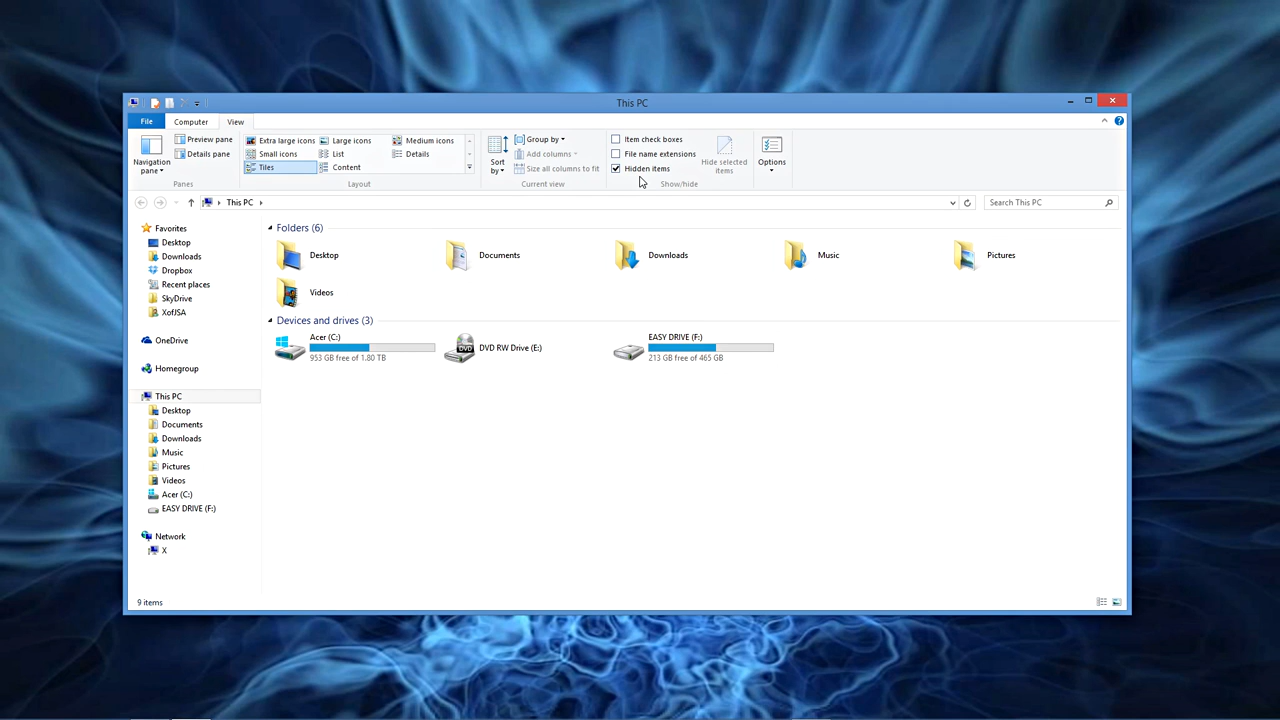 This PC
File Computer View
Navigation pane
Preview pane
Details pane
Panes
Extra large icons Large icons Medium icons
Small icons List Details
Tiles Content
Layout
Sort by
Group by
Add columns
Size all columns to fit
Current view
Item check boxes
File name extensions
Hidden items
Hide selected items
Show/hide
Options
This PC
Search This PC
Favorites
Desktop
Downloads
Dropbox
Recent places
SkyDrive
XofJSA
OneDrive
Homegroup
This PC
Desktop
Documents
Downloads
Music
Pictures
Videos
Acer (C:)
EASY DRIVE (F:)
Network
X
Folders (6)
Desktop Documents Downloads Music Pictures
Videos
Devices and drives (3)
Acer (C:)
953 GB free of 1.80 TB
DVD
DVD RW Drive (E:)
EASY DRIVE (F:)
213 GB free of 465 GB
9 items